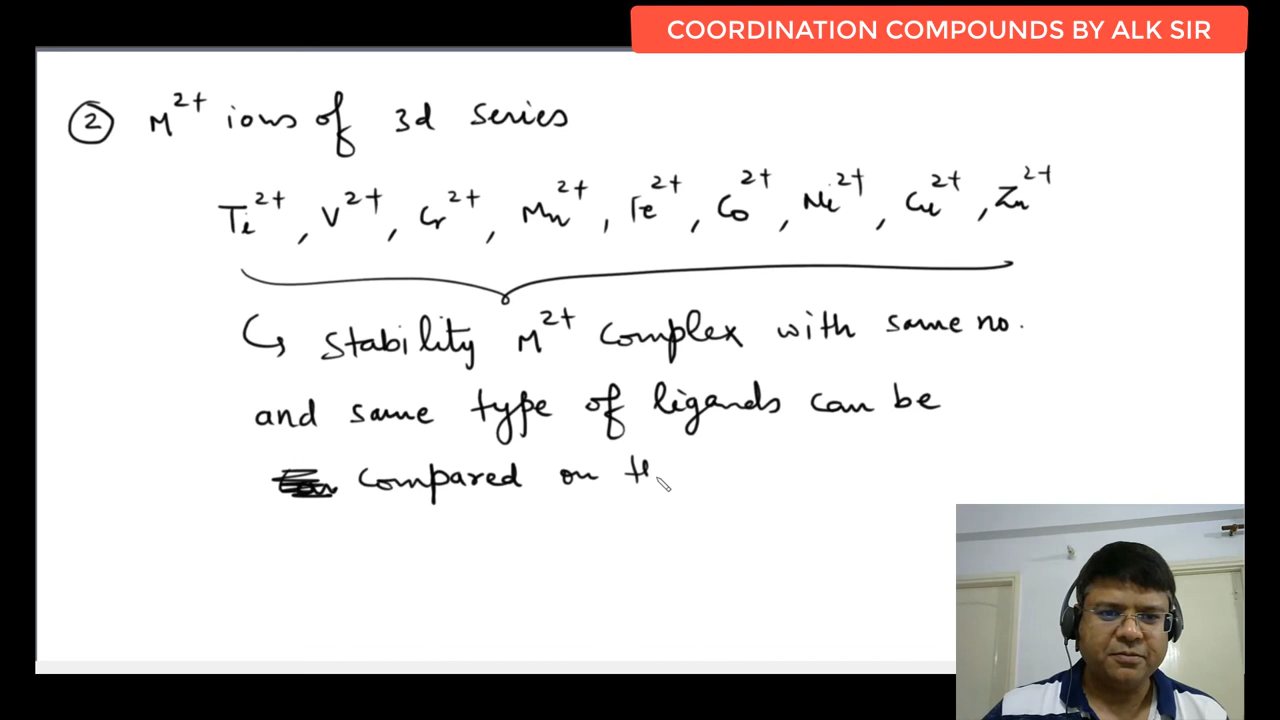 COORDINATION COMPOUNDS BY ALK SIR
② M²⁺ ions of 3d series
Ti²⁺, V²⁺, Cr²⁺, Mn²⁺, Fe²⁺, Co²⁺, Ni²⁺, Cu²⁺, Zn²⁺
↳ stability M²⁺ complex with same no.
and same type of ligands can be
compared on